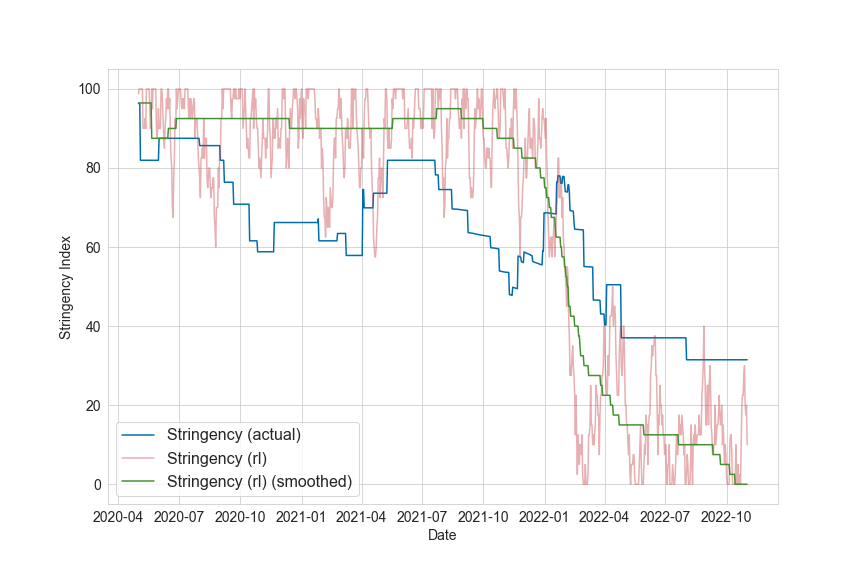 Stringency Index
100
80
60
40
20
0
Stringency (actual)
Stringency (rl)
Stringency (rl) (smoothed)
2020-04 2020-07 2020-10 2021-01 2021-04 2021-07 2021-10 2022-01 2022-04 2022-07 2022-10
Date